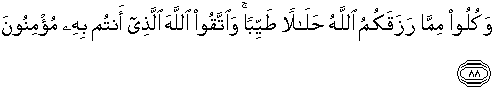 وَكُلُوا۟ مِمَّا رَزَقَكُمُ ٱللَّهُ حَلَـٰلًا طَيِّبًا ۚ وَٱتَّقُوا۟ ٱللَّهَ ٱلَّذِىٓ أَنتُم بِهِۦ مُؤْمِنُونَ
٨٨